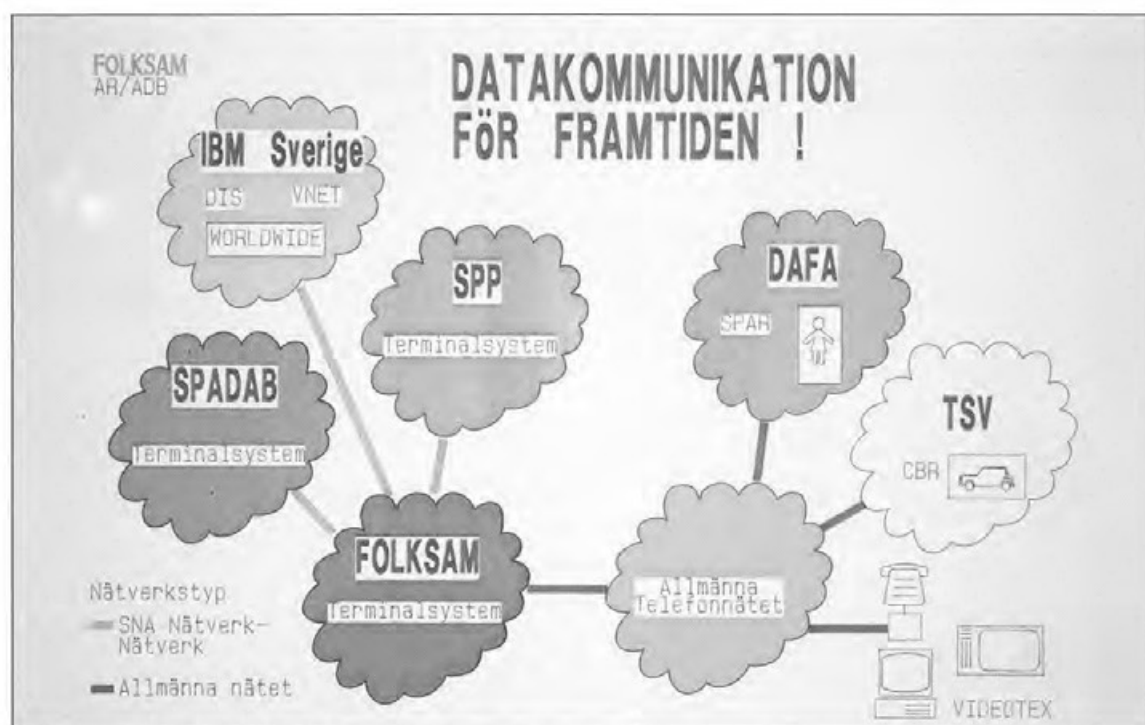 FOLKSAM
AR/ADB
DATAKOMMUNIKATION
FöR FRAMTIDEN !
IBM Sverige
DIS VNET
WORLDWIDE
SPP
Terminalsystem
DAFA
SPAR
SPADAB
Terminalsystem
TSV
CBR
FOLKSAM
Terminalsystem
Allmänna
Telefonnätet
Nätverkstyp
SNA Nätverk-
Nätverk
Allmänna nätet
VIDEOTEX